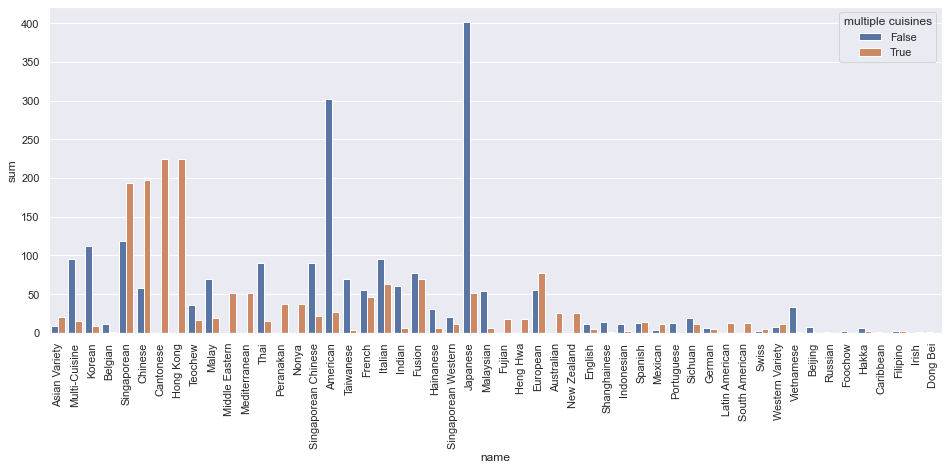 multiple cuisines
False
True
400
350
300
250
200
150
100
50
0
sum
Asian Variety
Multi-Cuisine
Korean
Belgian
Singaporean
Chinese
Cantonese
Hong Kong
Teochew
Malay
Middle Eastern
Mediterranean
Thai
Peranakan
Nonya
Singaporean Chinese
American
Taiwanese
French
Italian
Indian
Fusion
Hainanese
Singaporean Western
Japanese
Malaysian
Fujian
Heng Hwa
European
Australian
New Zealand
English
Shanghainese
Indonesian
Spanish
Mexican
Portuguese
Sichuan
German
Latin American
South American
Swiss
Western Variety
Vietnamese
Beijing
Russian
Foochow
Hakka
Caribbean
Filipino
Irish
Dong Bei
name